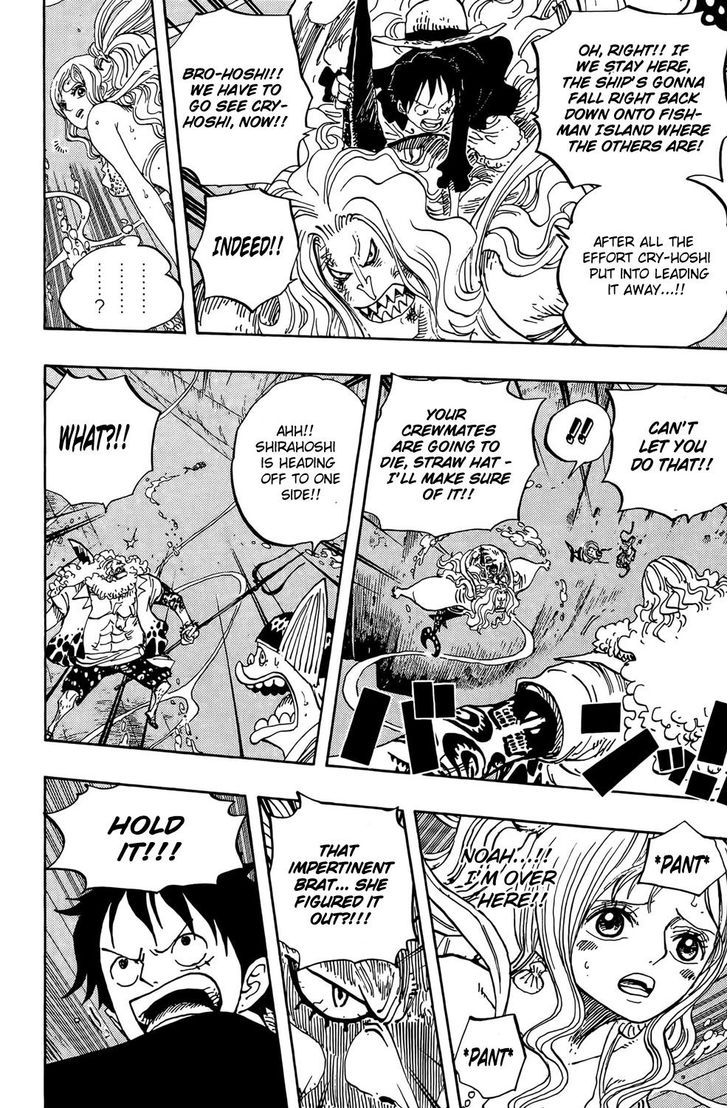 OH, RIGHT!! IF
WE STAY HERE,
THE SHIP'S GONNA
FALL RIGHT BACK
DOWN ONTO FISH-
MAN ISLAND WHERE
THE OTHERS ARE!
AFTER ALL THE
EFFORT CRY-HOSHI
PUT INTO LEADING
IT AWAY...!!
BRO-HOSHI!!
WE HAVE TO
GO SEE CRY-
HOSHI, NOW!!
INDEED!!
?
CAN'T
LET YOU
DO THAT!!
!!
YOUR
CREWMATES
ARE GOING TO
DIE, STRAW HAT -
I'LL MAKE SURE
OF IT!!
AHH!!
SHIRAHOSHI
IS HEADING
OFF TO ONE
SIDE!!
WHAT?!!
*PANT*
NOAH...!!
I'M OVER
HERE!!
*PANT*
THAT
IMPERTINENT
BRAT... SHE
FIGURED IT
OUT?!!!
HOLD
IT!!!